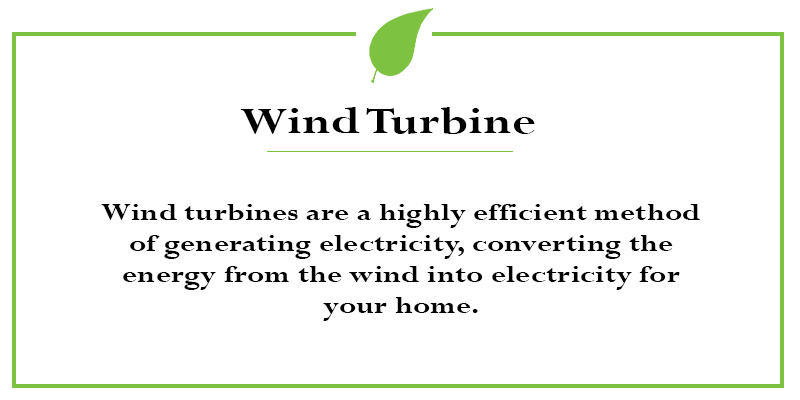 Wind Turbine
Wind turbines are a highly efficient method
of generating electricity, converting the
energy from the wind into electricity for
your home.